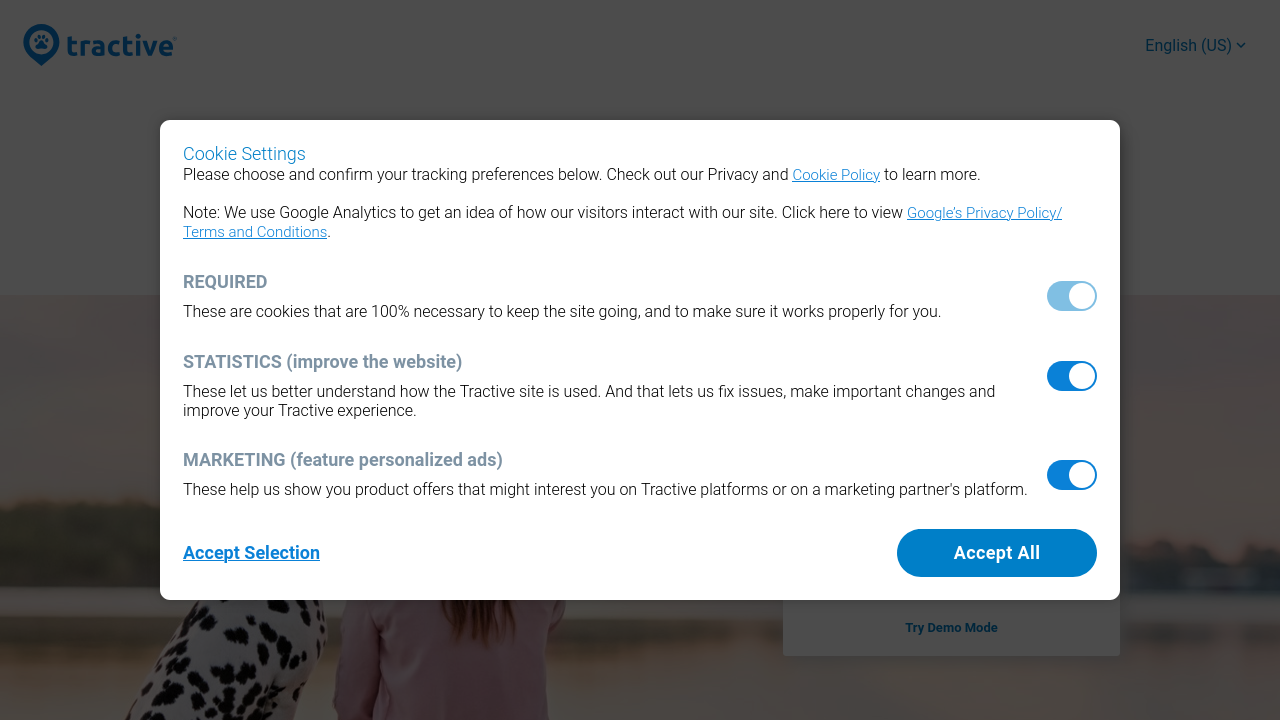 tractive
English (US)
Cookie Settings
Please choose and confirm your tracking preferences below. Check out our Privacy and Cookie Policy to learn more.
Note: We use Google Analytics to get an idea of how our visitors interact with our site. Click here to view Google's Privacy Policy/
Terms and Conditions.
REQUIRED
These are cookies that are 100% necessary to keep the site going, and to make sure it works properly for you.
STATISTICS (improve the website)
These let us better understand how the Tractive site is used. And that lets us fix issues, make important changes and
improve your Tractive experience.
MARKETING (feature personalized ads)
These help us show you product offers that might interest you on Tractive platforms or on a marketing partner's platform.
Accept Selection
Accept All
Try Demo Mode